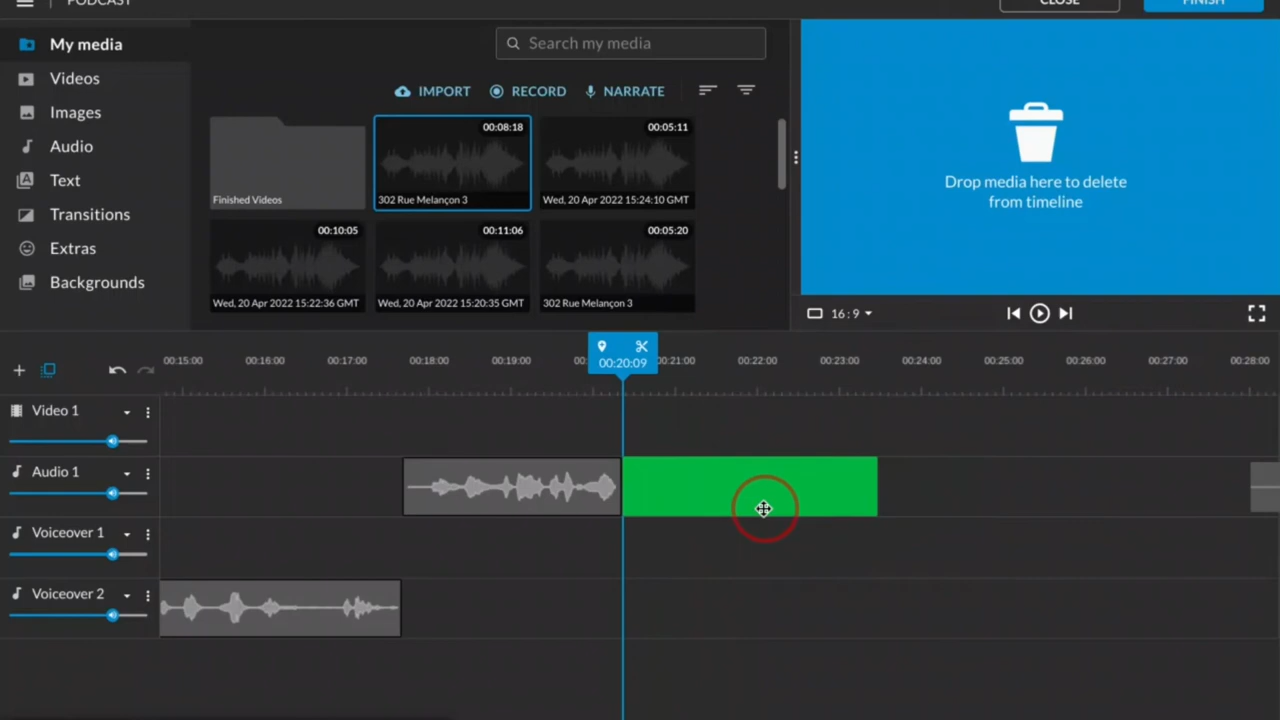 PODCAST
CLOSE
FINISH
My media
Videos
Images
Audio
Text
Transitions
Extras
Backgrounds
Search my media
IMPORT
RECORD
NARRATE
Finished Videos
00:08:18
302 Rue Melançon 3
00:05:11
Wed, 20 Apr 2022 15:24:10 GMT
00:10:05
Wed, 20 Apr 2022 15:22:36 GMT
00:11:06
Wed, 20 Apr 2022 15:20:35 GMT
00:05:20
302 Rue Melançon 3
Drop media here to delete
from timeline
16:9
00:15:00
00:16:00
00:17:00
00:18:00
00:19:00
00:20:09
00:21:00
00:22:00
00:23:00
00:24:00
00:25:00
00:26:00
00:27:00
00:28:00
Video 1
Audio 1
Voiceover 1
Voiceover 2